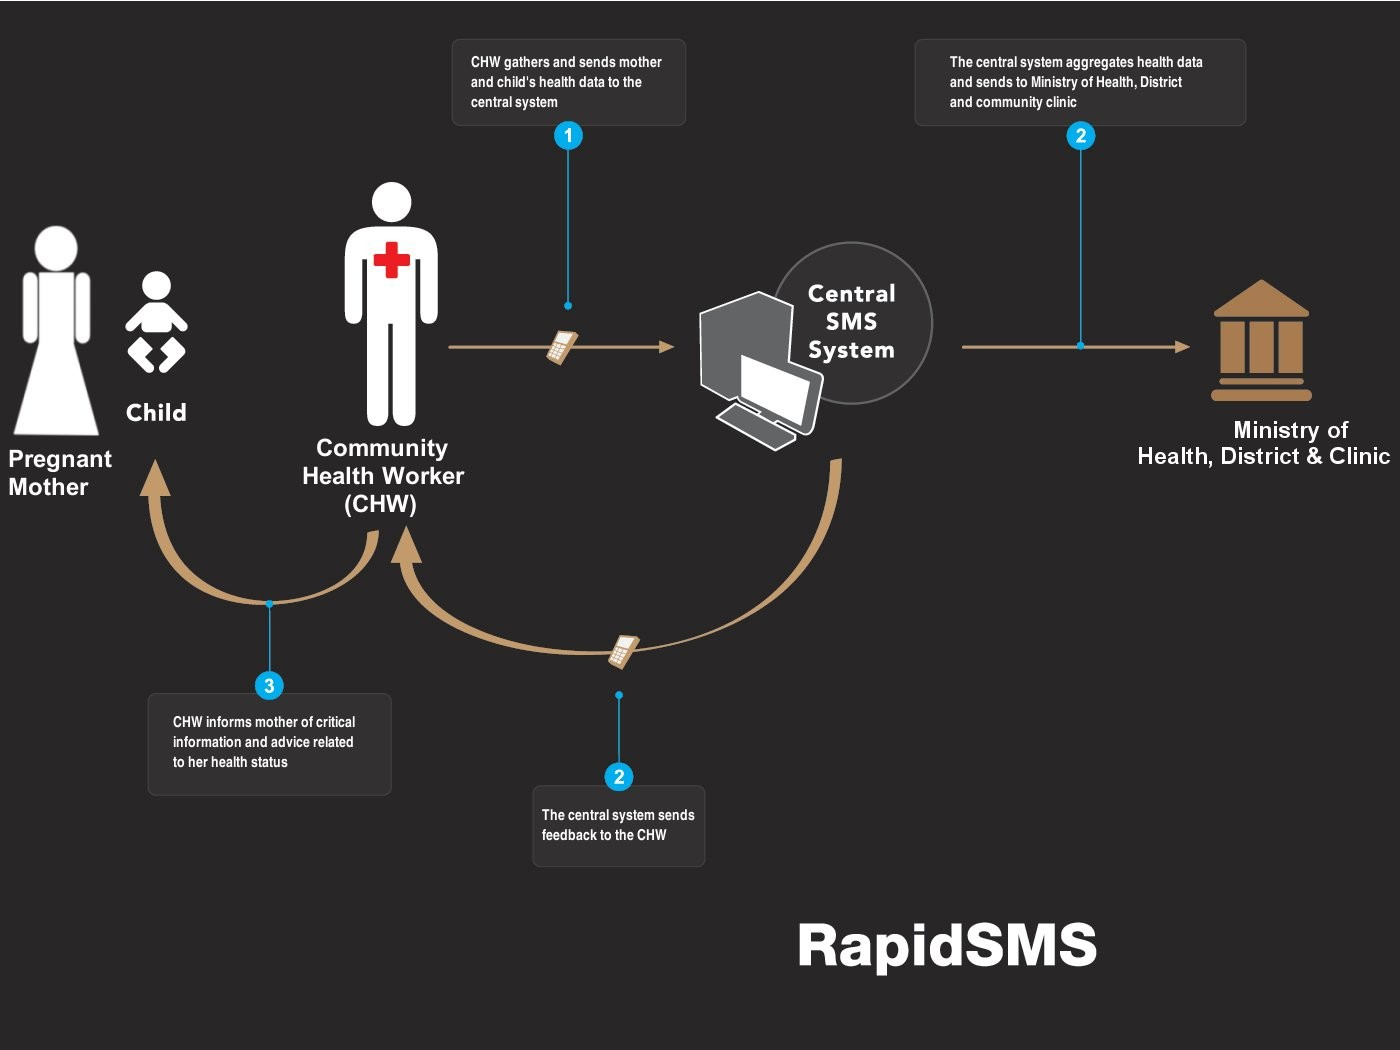 CHW gathers and sends mother
and child's health data to the
central system
1
The central system aggregates health data
and sends to Ministry of Health, District
and community clinic
2
Central
SMS
System
Child
Pregnant
Mother
Community
Health Worker
(CHW)
Ministry of
Health, District & Clinic
3
CHW informs mother of critical
information and advice related
to her health status
2
The central system sends
feedback to the CHW
RapidSMS